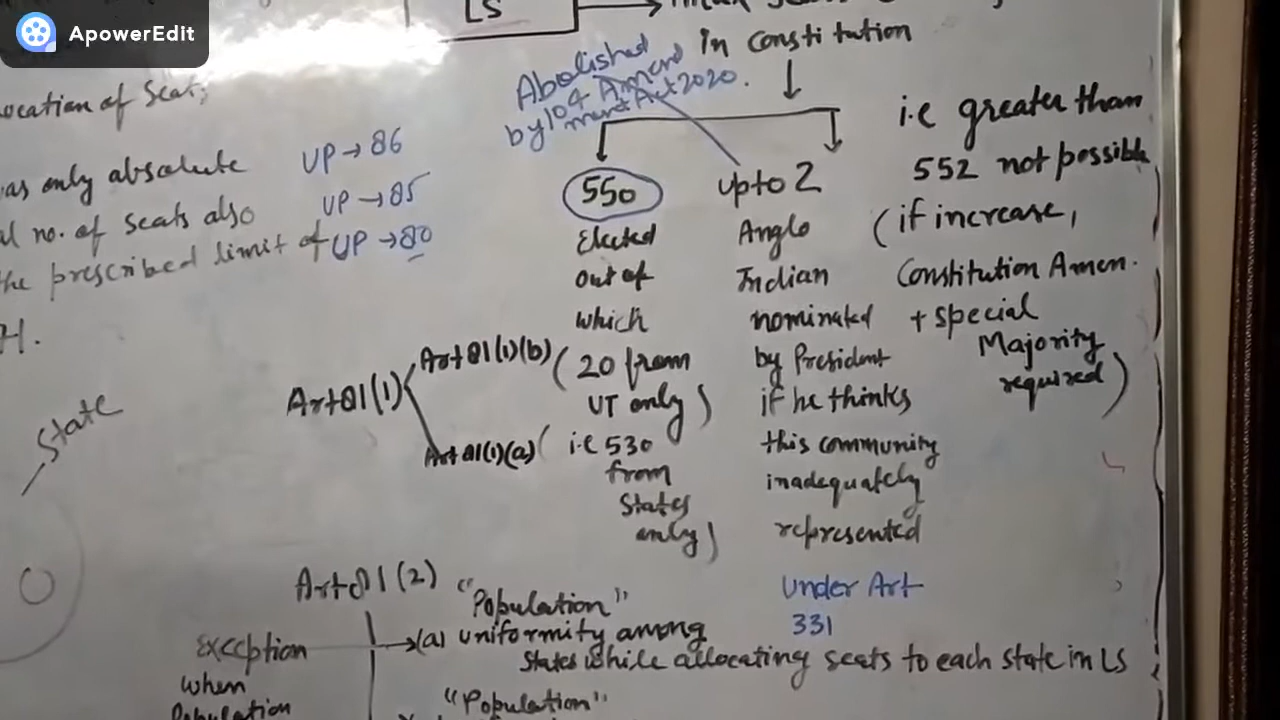 ApowerEdit
LS
in constitution
Abolished
by 104 Amend
ment Act 2020.
ocation of Seats
as only absolute
al no. of seats also
the prescribed limit of
H.
UP → 86
UP → 85
UP → 80
State
550
Elected
out of
which
Art 81(1)
Art 81(1)(b) (20 from
UT only)
Art 81(1)(a) (i.e 530
from
States
only)
upto 2
Anglo
Indian
nominated
by President
if he thinks
this community
inadequately
represented
under Art
331
i.e greater than
552 not possible
(if increase,
Constitution Amen.
+ special
Majority
required)
Art 81(2)
"Population"
→(a) uniformity among
States while allocating seats to each state in LS
Exception
when
Population
"Population"